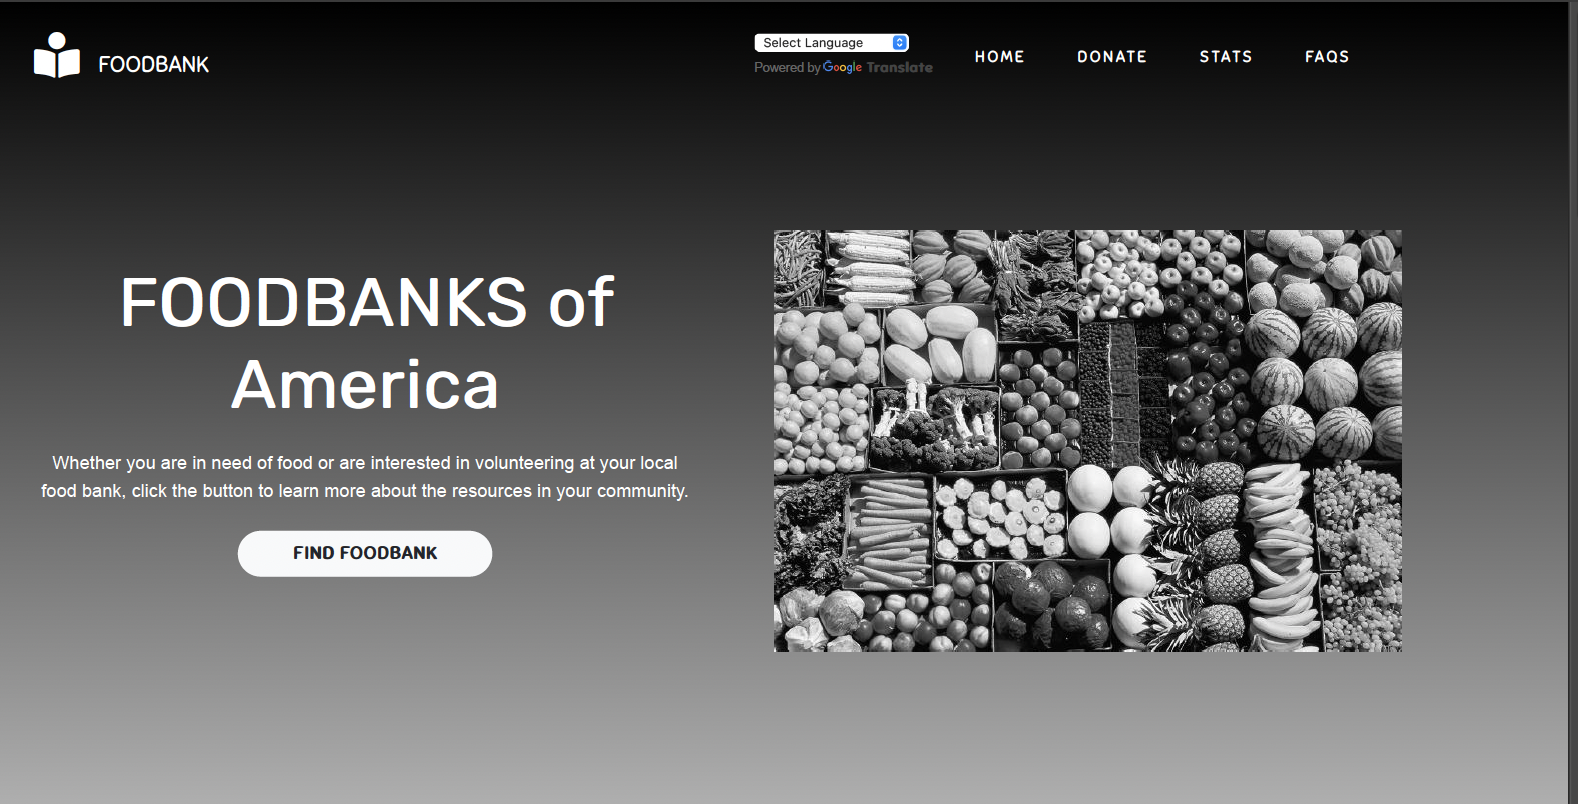 FOODBANK
Select Language
Powered by Google Translate
HOME DONATE STATS FAQS
FOODBANKS of
America
Whether you are in need of food or are interested in volunteering at your local
food bank, click the button to learn more about the resources in your community.
FIND FOODBANK